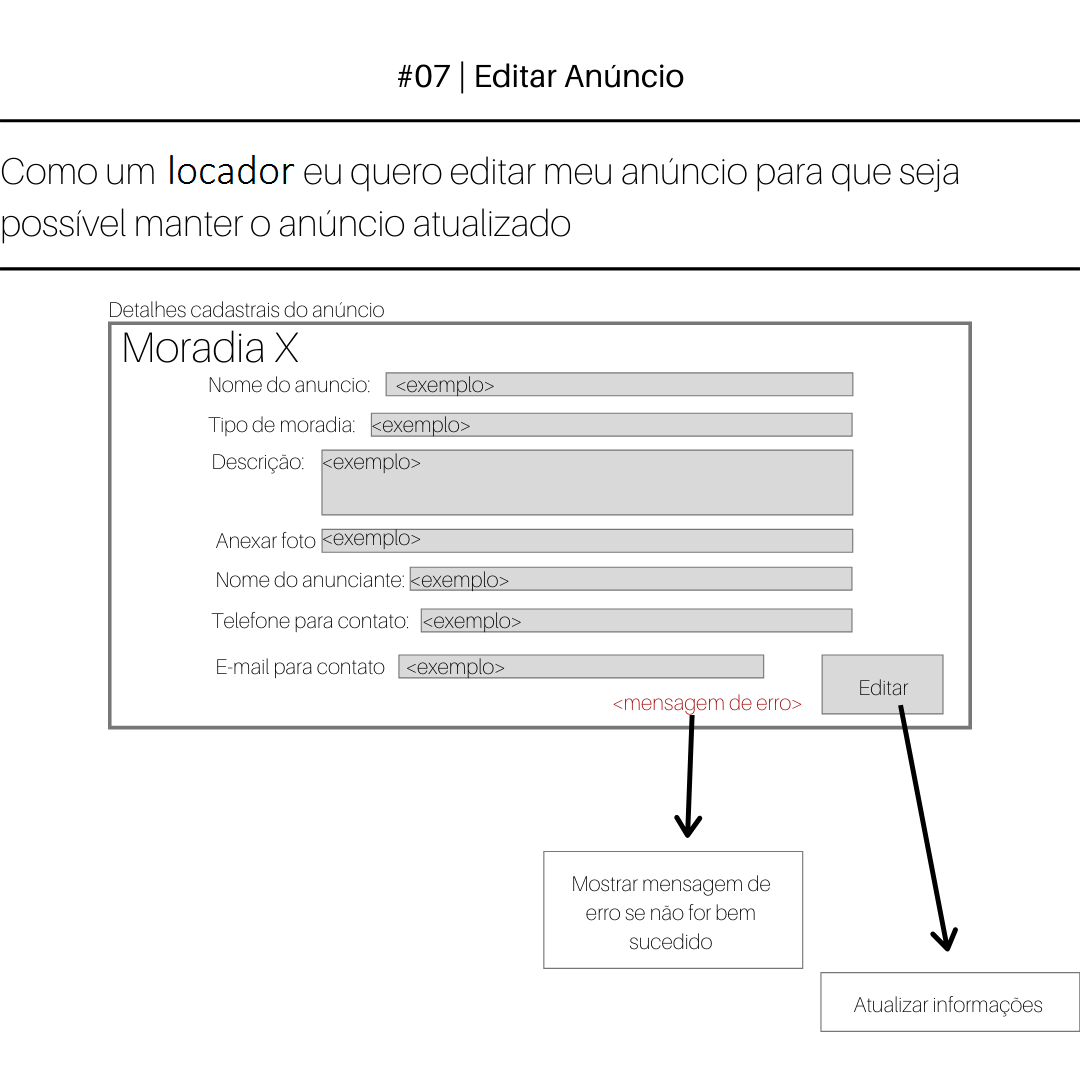 #07 | Editar Anúncio
Como um locador eu quero editar meu anúncio para que seja
possível manter o anúncio atualizado
Detalhes cadastrais do anúncio
Moradia X
Nome do anuncio: <exemplo>
Tipo de moradia: <exemplo>
Descrição: <exemplo>
Anexar foto <exemplo>
Nome do anunciante: <exemplo>
Telefone para contato: <exemplo>
E-mail para contato <exemplo>
Editar
<mensagem de erro>
Mostrar mensagem de
erro se não for bem
sucedido
Atualizar informações